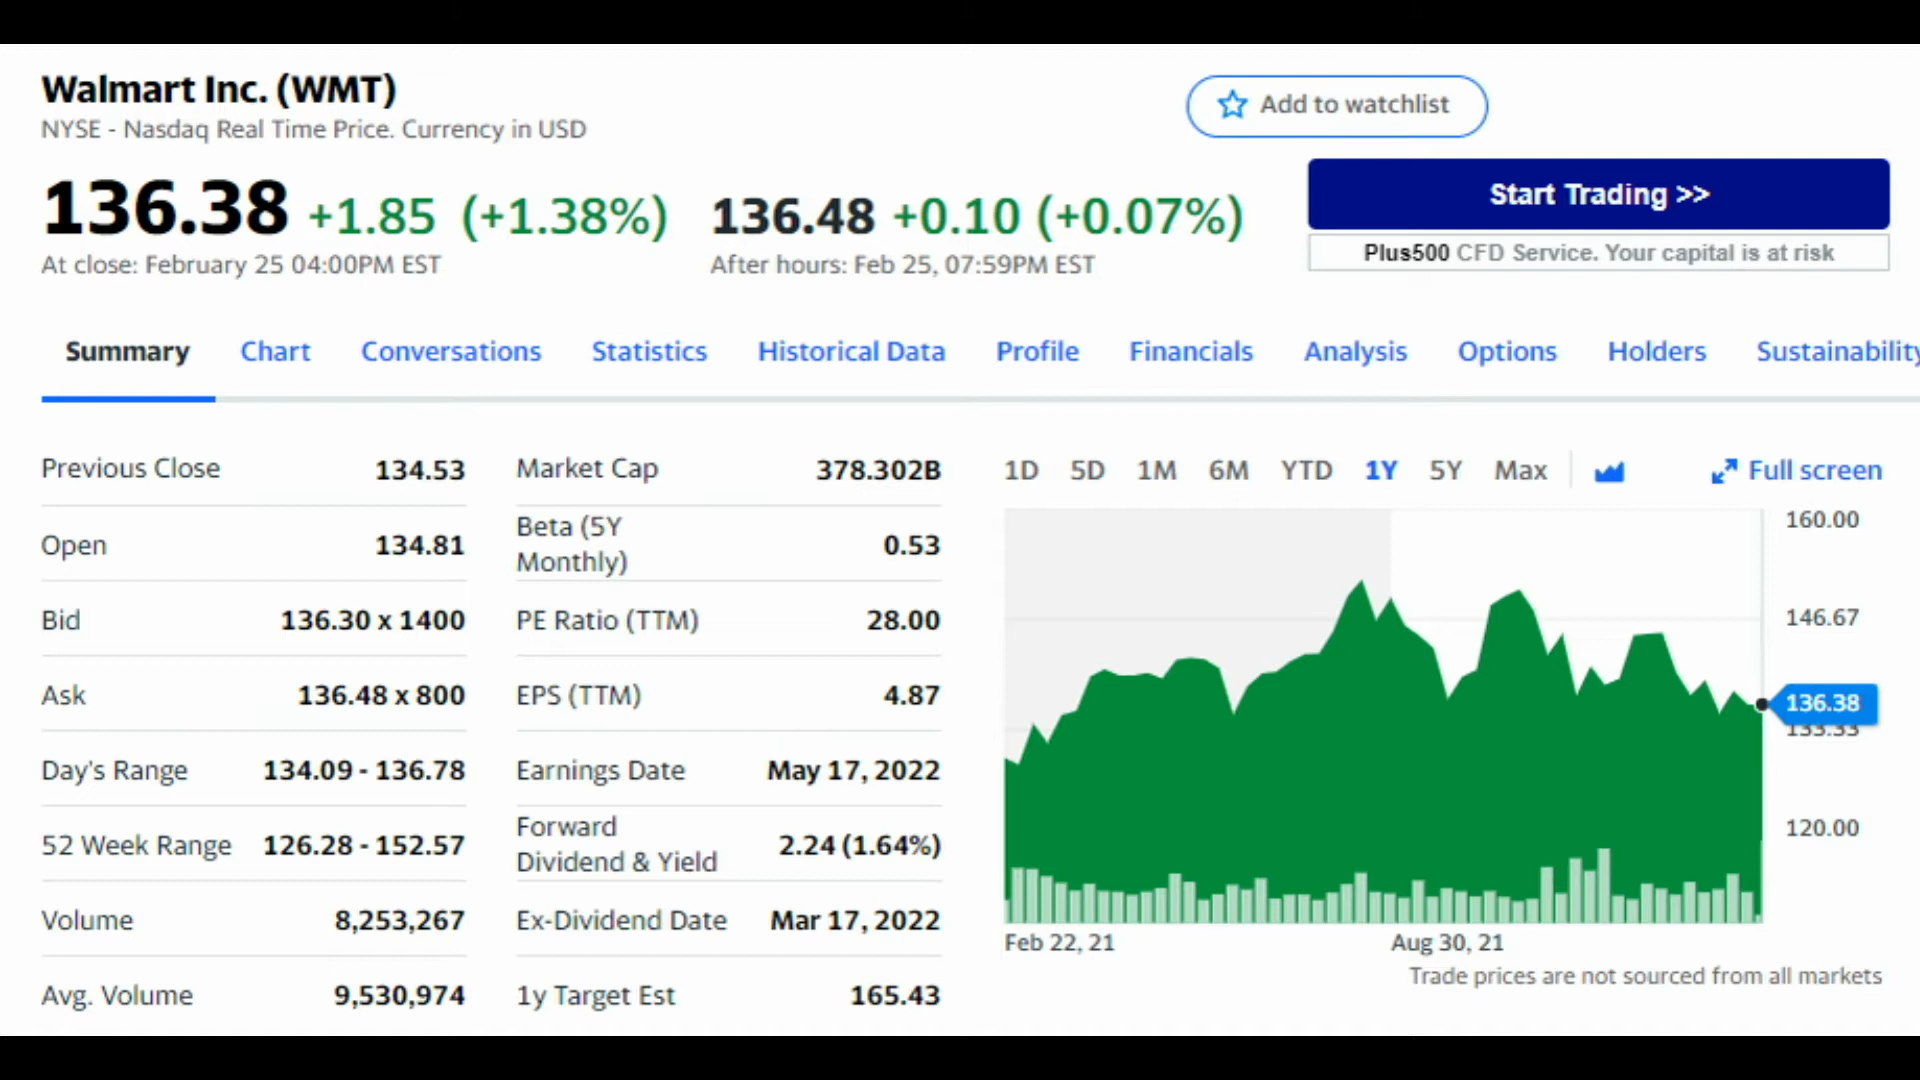 Walmart Inc. (WMT)
NYSE - Nasdaq Real Time Price. Currency in USD
Add to watchlist
136.38 +1.85 (+1.38%) 136.48 +0.10 (+0.07%)
At close: February 25 04:00PM EST After hours: Feb 25, 07:59PM EST
Start Trading >>
Plus500 CFD Service. Your capital is at risk
Summary Chart Conversations Statistics Historical Data Profile Financials Analysis Options Holders Sustainability
Previous Close 134.53
Open 134.81
Bid 136.30 x 1400
Ask 136.48 x 800
Day's Range 134.09 - 136.78
52 Week Range 126.28 - 152.57
Volume 8,253,267
Avg. Volume 9,530,974
Market Cap 378.302B
Beta (5Y
Monthly) 0.53
PE Ratio (TTM) 28.00
EPS (TTM) 4.87
Earnings Date May 17, 2022
Forward
Dividend & Yield 2.24 (1.64%)
Ex-Dividend Date Mar 17, 2022
1y Target Est 165.43
1D 5D 1M 6M YTD 1Y 5Y Max Full screen
160.00
146.67
136.38
120.00
Feb 22, 21 Aug 30, 21
Trade prices are not sourced from all markets